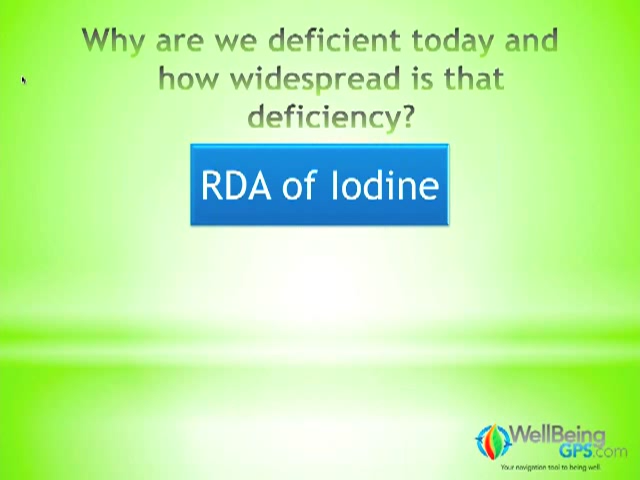 Why are we deficient today and
how widespread is that
deficiency?
RDA of Iodine
WellBeing
GPS.com
Your navigation tool to being well.